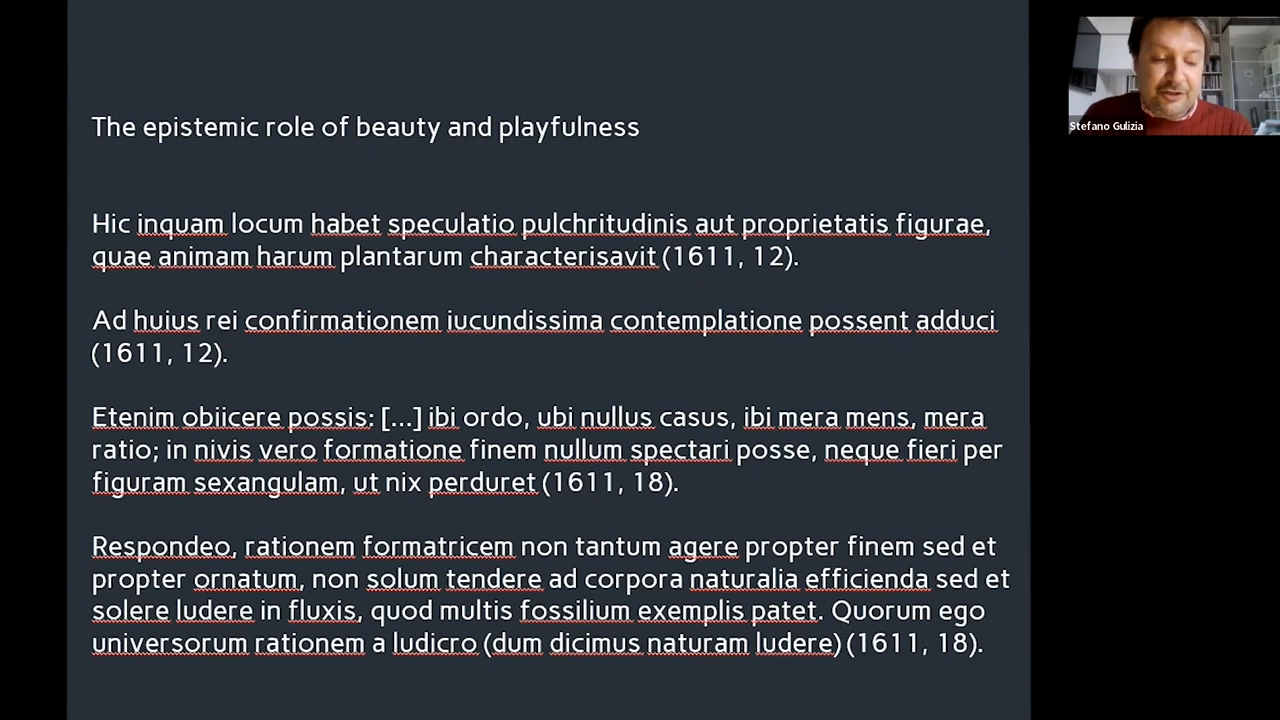 The epistemic role of beauty and playfulness
Hic inquam locum habet speculatio pulchritudinis aut proprietatis figurae,
quae animam harum plantarum characterisavit (1611, 12).
Ad huius rei confirmationem iucundissima contemplatione possent adduci
(1611, 12).
Etenim obiicere possis: [...] ibi ordo, ubi nullus casus, ibi mera mens, mera
ratio; in nivis vero formatione finem nullum spectari posse, neque fieri per
figuram sexangulam, ut nix perduret (1611, 18).
Respondeo, rationem formatricem non tantum agere propter finem sed et
propter ornatum, non solum tendere ad corpora naturalia efficienda sed et
solere ludere in fluxis, quod multis fossilium exemplis patet. Quorum ego
universorum rationem a ludicro (dum dicimus naturam ludere) (1611, 18).
Stefano Gulizia